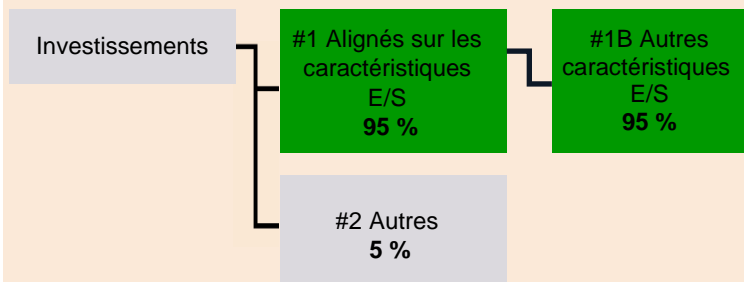 Investissements
#1 Alignés sur les
caractéristiques
E/S
95 %
#1B Autres
caractéristiques
E/S
95 %
#2 Autres
5 %